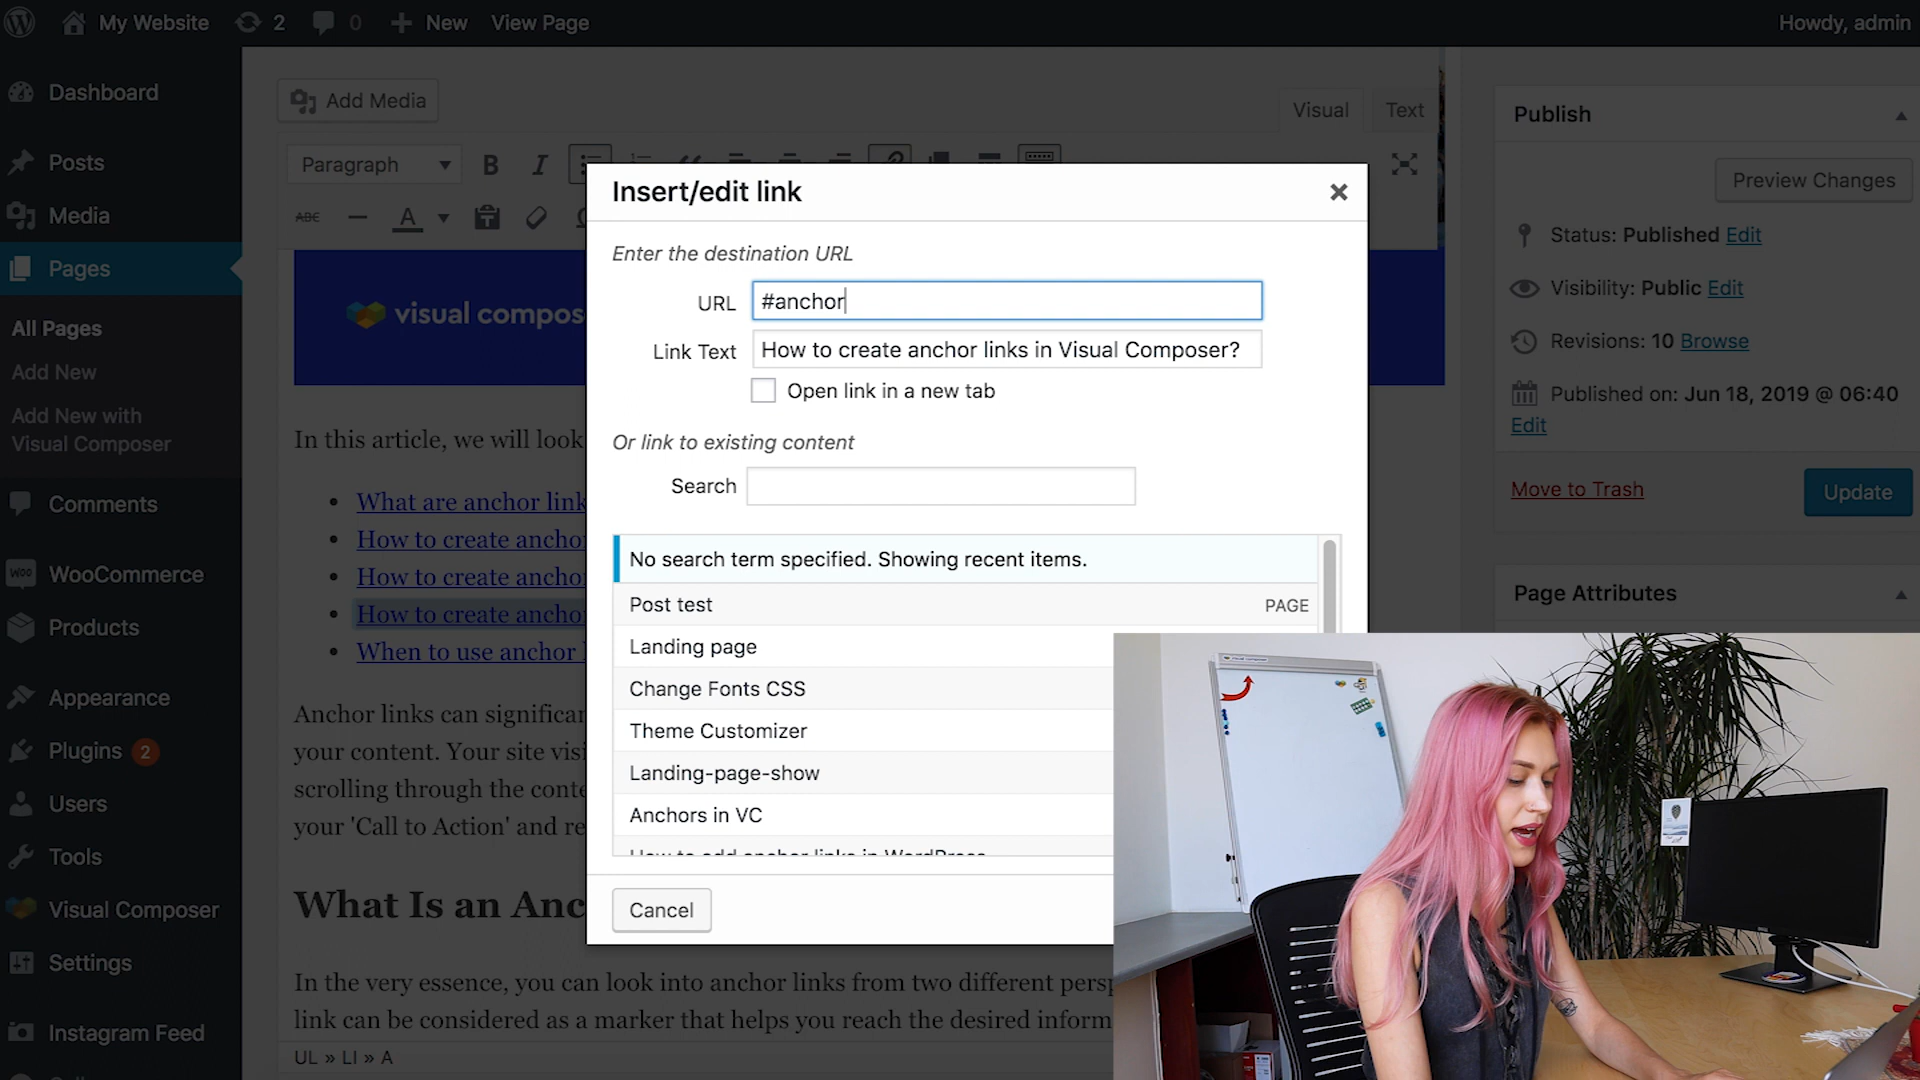 My Website
2
0
New
View Page
Howdy, admin
Dashboard
Posts
Media
Pages
All Pages
Add New
Add New with
Visual Composer
Comments
WooCommerce
Products
Appearance
Plugins 2
Users
Tools
Visual Composer
Settings
Instagram Feed
Add Media
Visual
Text
Paragraph
B
I
ABC
A
visual compos
In this article, we will look
What are anchor link
How to create ancho
How to create ancho
How to create ancho
When to use anchor
Anchor links can significan
your content. Your site visi
scrolling through the conte
your 'Call to Action' and re
What Is an Anc
In the very essence, you can look into anchor links from two different persp
link can be considered as a marker that helps you reach the desired inform
UL » LI » A
Insert/edit link
Enter the destination URL
URL
#anchor
Link Text
How to create anchor links in Visual Composer?
Open link in a new tab
Or link to existing content
Search
No search term specified. Showing recent items.
Post test
PAGE
Landing page
Change Fonts CSS
Theme Customizer
Landing-page-show
Anchors in VC
How to add anchor links in WordPress
Cancel
Publish
Preview Changes
Status: Published Edit
Visibility: Public Edit
Revisions: 10 Browse
Published on: Jun 18, 2019 @ 06:40
Edit
Move to Trash
Update
Page Attributes